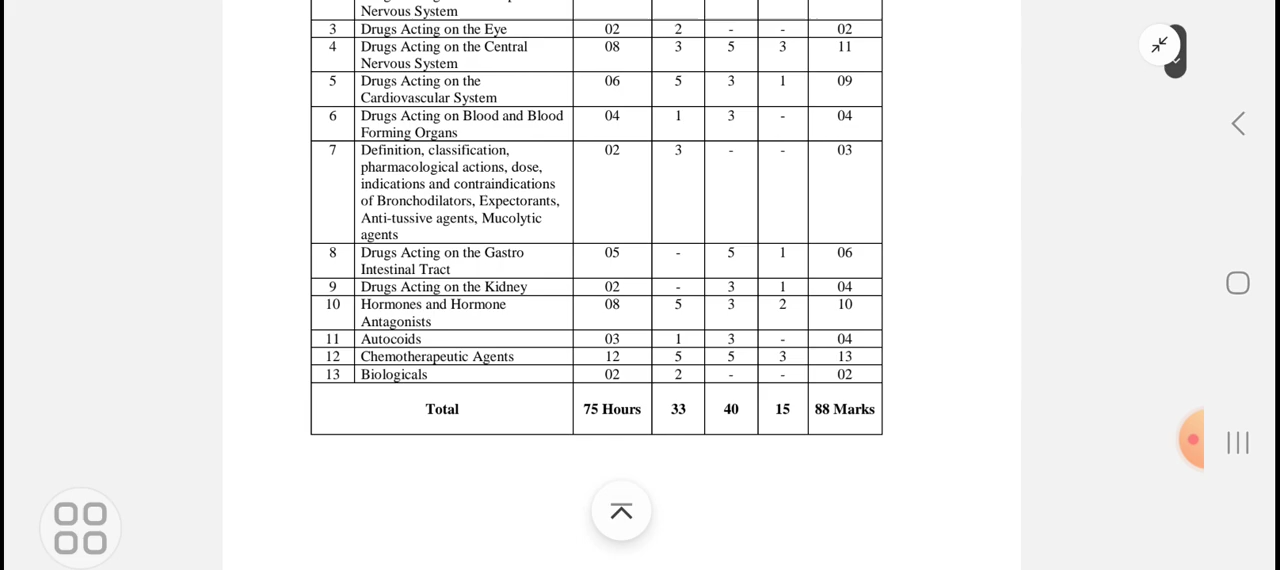 Nervous System
3 Drugs Acting on the Eye 02 2 - - 02
4 Drugs Acting on the Central 08 3 5 3 11
Nervous System
5 Drugs Acting on the 06 5 3 1 09
Cardiovascular System
6 Drugs Acting on Blood and Blood 04 1 3 - 04
Forming Organs
7 Definition, classification, 02 3 - - 03
pharmacological actions, dose,
indications and contraindications
of Bronchodilators, Expectorants,
Anti-tussive agents, Mucolytic
agents
8 Drugs Acting on the Gastro 05 - 5 1 06
Intestinal Tract
9 Drugs Acting on the Kidney 02 - 3 1 04
10 Hormones and Hormone 08 5 3 2 10
Antagonists
11 Autocoids 03 1 3 - 04
12 Chemotherapeutic Agents 12 5 5 3 13
13 Biologicals 02 2 - - 02
Total 75 Hours 33 40 15 88 Marks